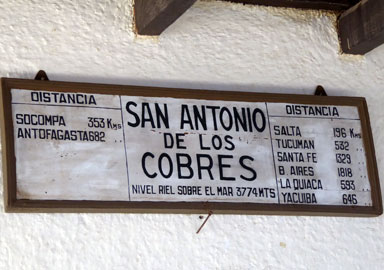 DISTANCIA
SOCOMPA 353 Kms
ANTOFAGASTA 682 "
SAN ANTONIO
DE LOS
COBRES
NIVEL RIEL SOBRE EL MAR 3774 MTS
DISTANCIA
SALTA 196 Kms
TUCUMAN 532 "
SANTA FE 1329 "
B. AIRES 1818 "
LA QUIACA 593 "
YACUIBA 646 "